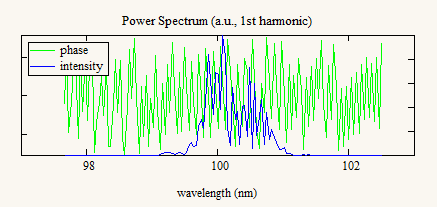 Power Spectrum (a.u., 1st harmonic)
phase
intensity
98
100
102
wavelength (nm)